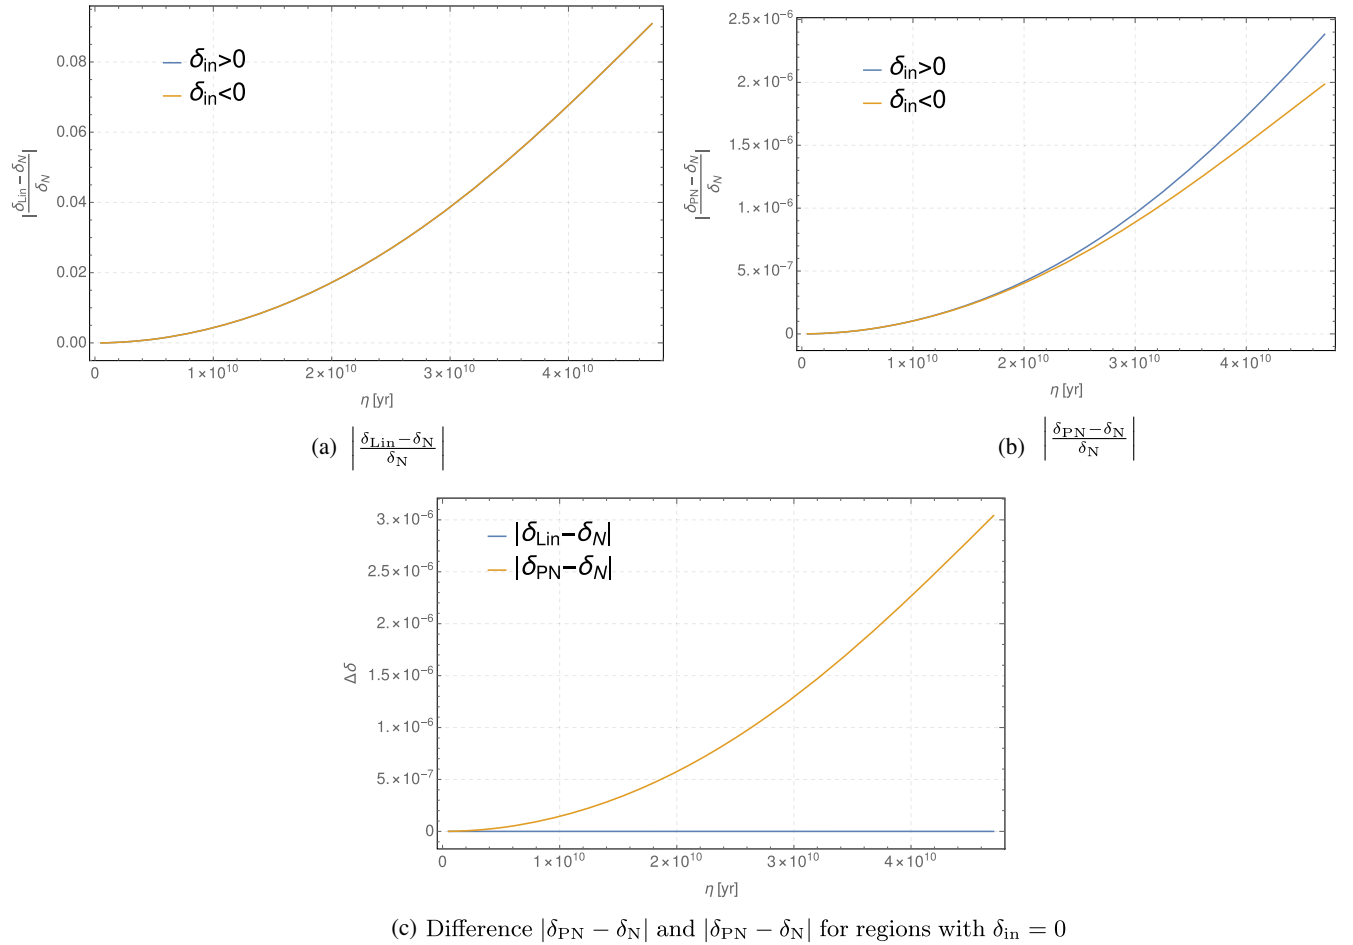 δin>0
δin<0
|δLin−δN / δN|
0.00
0.02
0.04
0.06
0.08
0
1×10^10
2×10^10
3×10^10
4×10^10
η [yr]
(a) |δLin−δN / δN|
δin>0
δin<0
|δPN−δN / δN|
0
5.×10^-7
1.×10^-6
1.5×10^-6
2.×10^-6
2.5×10^-6
0
1×10^10
2×10^10
3×10^10
4×10^10
η [yr]
(b) |δPN−δN / δN|
|δLin−δN|
|δPN−δN|
Δδ
0
5.×10^-7
1.×10^-6
1.5×10^-6
2.×10^-6
2.5×10^-6
3.×10^-6
0
1×10^10
2×10^10
3×10^10
4×10^10
η [yr]
(c) Difference |δPN − δN| and |δPN − δN| for regions with δin = 0